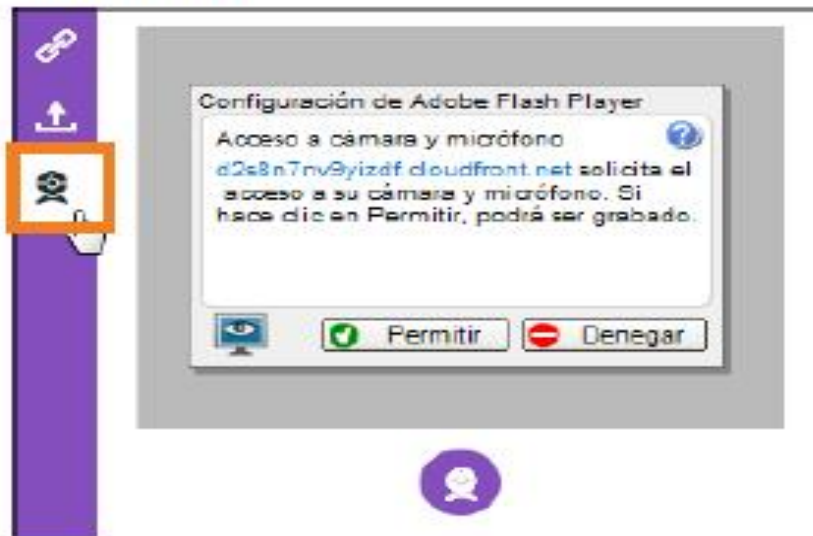 Configuración de Adobe Flash Player
Acceso a cámara y micrófono
d2s8n7nv9yizdf.cloudfront.net solicita el
acceso a su cámara y micrófono. Si
hace clic en Permitir, podrá ser grabado.
Permitir
Denegar